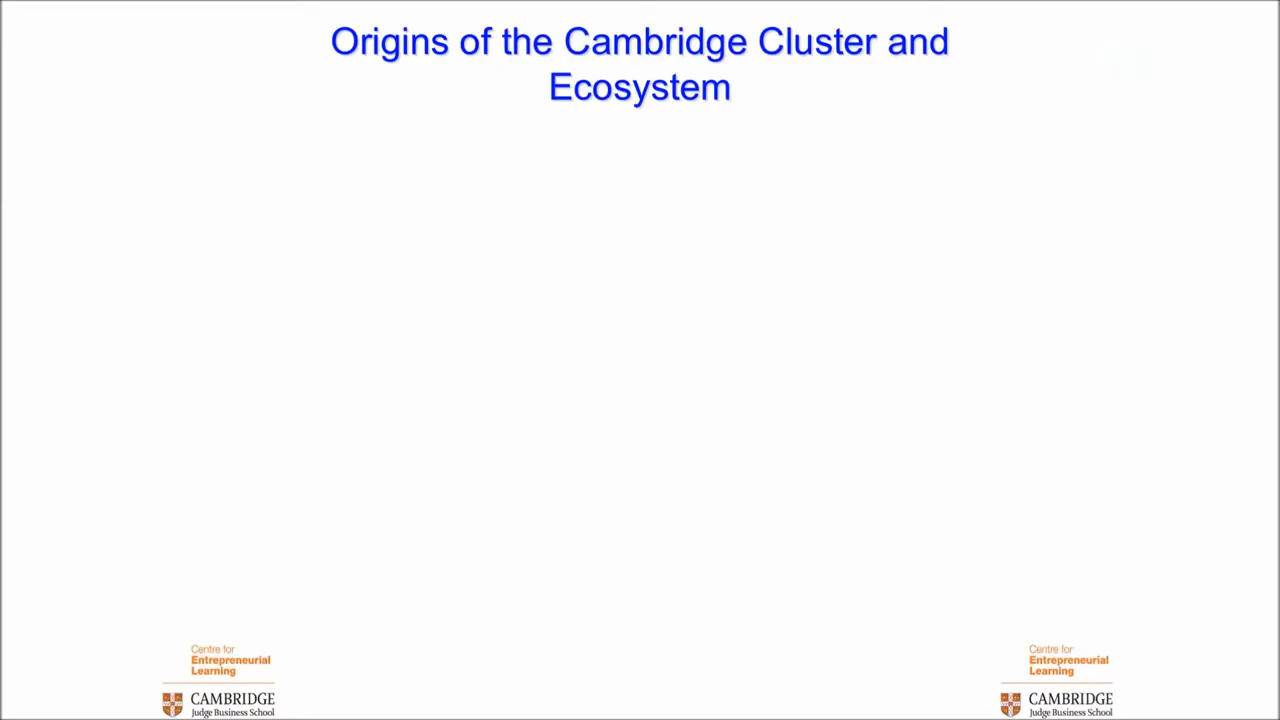 Origins of the Cambridge Cluster and
Ecosystem
Centre for
Entrepreneurial
Learning
CAMBRIDGE
Judge Business School
Centre for
Entrepreneurial
Learning
CAMBRIDGE
Judge Business School